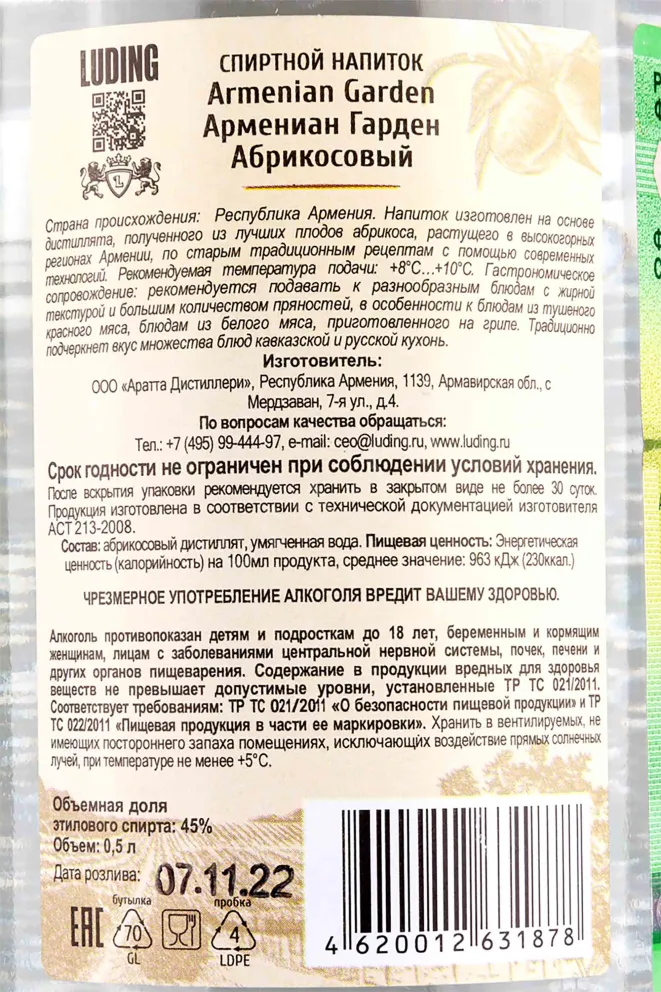 LUDING
СПИРТНОЙ НАПИТОК
Armenian Garden
Армениан Гарден
Абрикосовый
Страна происхождения: Республика Армения. Напиток изготовлен на основе
дистиллята, полученного из лучших плодов абрикоса, растущего в высокогорных
регионах Армении, по старым традиционным рецептам с помощью современных
технологий. Рекомендуемая температура подачи: +8°С...+10°С. Гастрономическое
сопровождение: рекомендуется подавать к разнообразным блюдам с жирной
текстурой и большим количеством пряностей, в особенности к блюдам из тушеного
красного мяса, блюдам из белого мяса, приготовленного на гриле. Традиционно
подчеркнет вкус множества блюд кавказской и русской кухонь.
Изготовитель:
ООО «Аратта Дистиллери», Республика Армения, 1139, Армавирская обл., с
Мердзаван, 7-я ул., д.4.
По вопросам качества обращаться:
Тел.: +7 (495) 99-444-97, e-mail: ceo@luding.ru, www.luding.ru
Срок годности не ограничен при соблюдении условий хранения.
После вскрытия упаковки рекомендуется хранить в закрытом виде не более 30 суток.
Продукция изготовлена в соответствии с технической документацией изготовителя
АСТ 213-2008.
Состав: абрикосовый дистиллят, умягченная вода. Пищевая ценность: Энергетическая
ценность (калорийность) на 100мл продукта, среднее значение: 963 кДж (230ккал.)
ЧРЕЗМЕРНОЕ УПОТРЕБЛЕНИЕ АЛКОГОЛЯ ВРЕДИТ ВАШЕМУ ЗДОРОВЬЮ.
Алкоголь противопоказан детям и подросткам до 18 лет, беременным и кормящим
женщинам, лицам с заболеваниями центральной нервной системы, почек, печени и
других органов пищеварения. Содержание в продукции вредных для здоровья
веществ не превышает допустимые уровни, установленные ТР ТС 021/2011.
Соответствует требованиям: ТР ТС 021/2011 «О безопасности пищевой продукции» и ТР
ТС 022/2011 «Пищевая продукция в части ее маркировки». Хранить в вентилируемых, не
имеющих постороннего запаха помещениях, исключающих воздействие прямых солнечных
лучей, при температуре не менее +5°С.
Объемная доля
этилового спирта: 45%
Объем: 0,5 л
Дата розлива: 07.11.22
бутылка пробка
ЕАС 70 4
GL LDPE
4 620012 631878